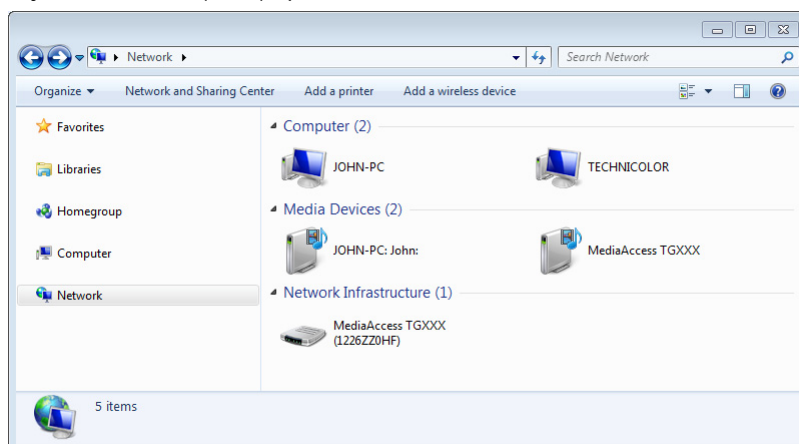 Network
Search Network
Organize
Network and Sharing Center
Add a printer
Add a wireless device
Favorites
Libraries
Homegroup
Computer
Network
Computer (2)
JOHN-PC
TECHNICOLOR
Media Devices (2)
JOHN-PC: John:
MediaAccess TGXXX
Network Infrastructure (1)
MediaAccess TGXXX
(1226ZZ0HF)
5 items